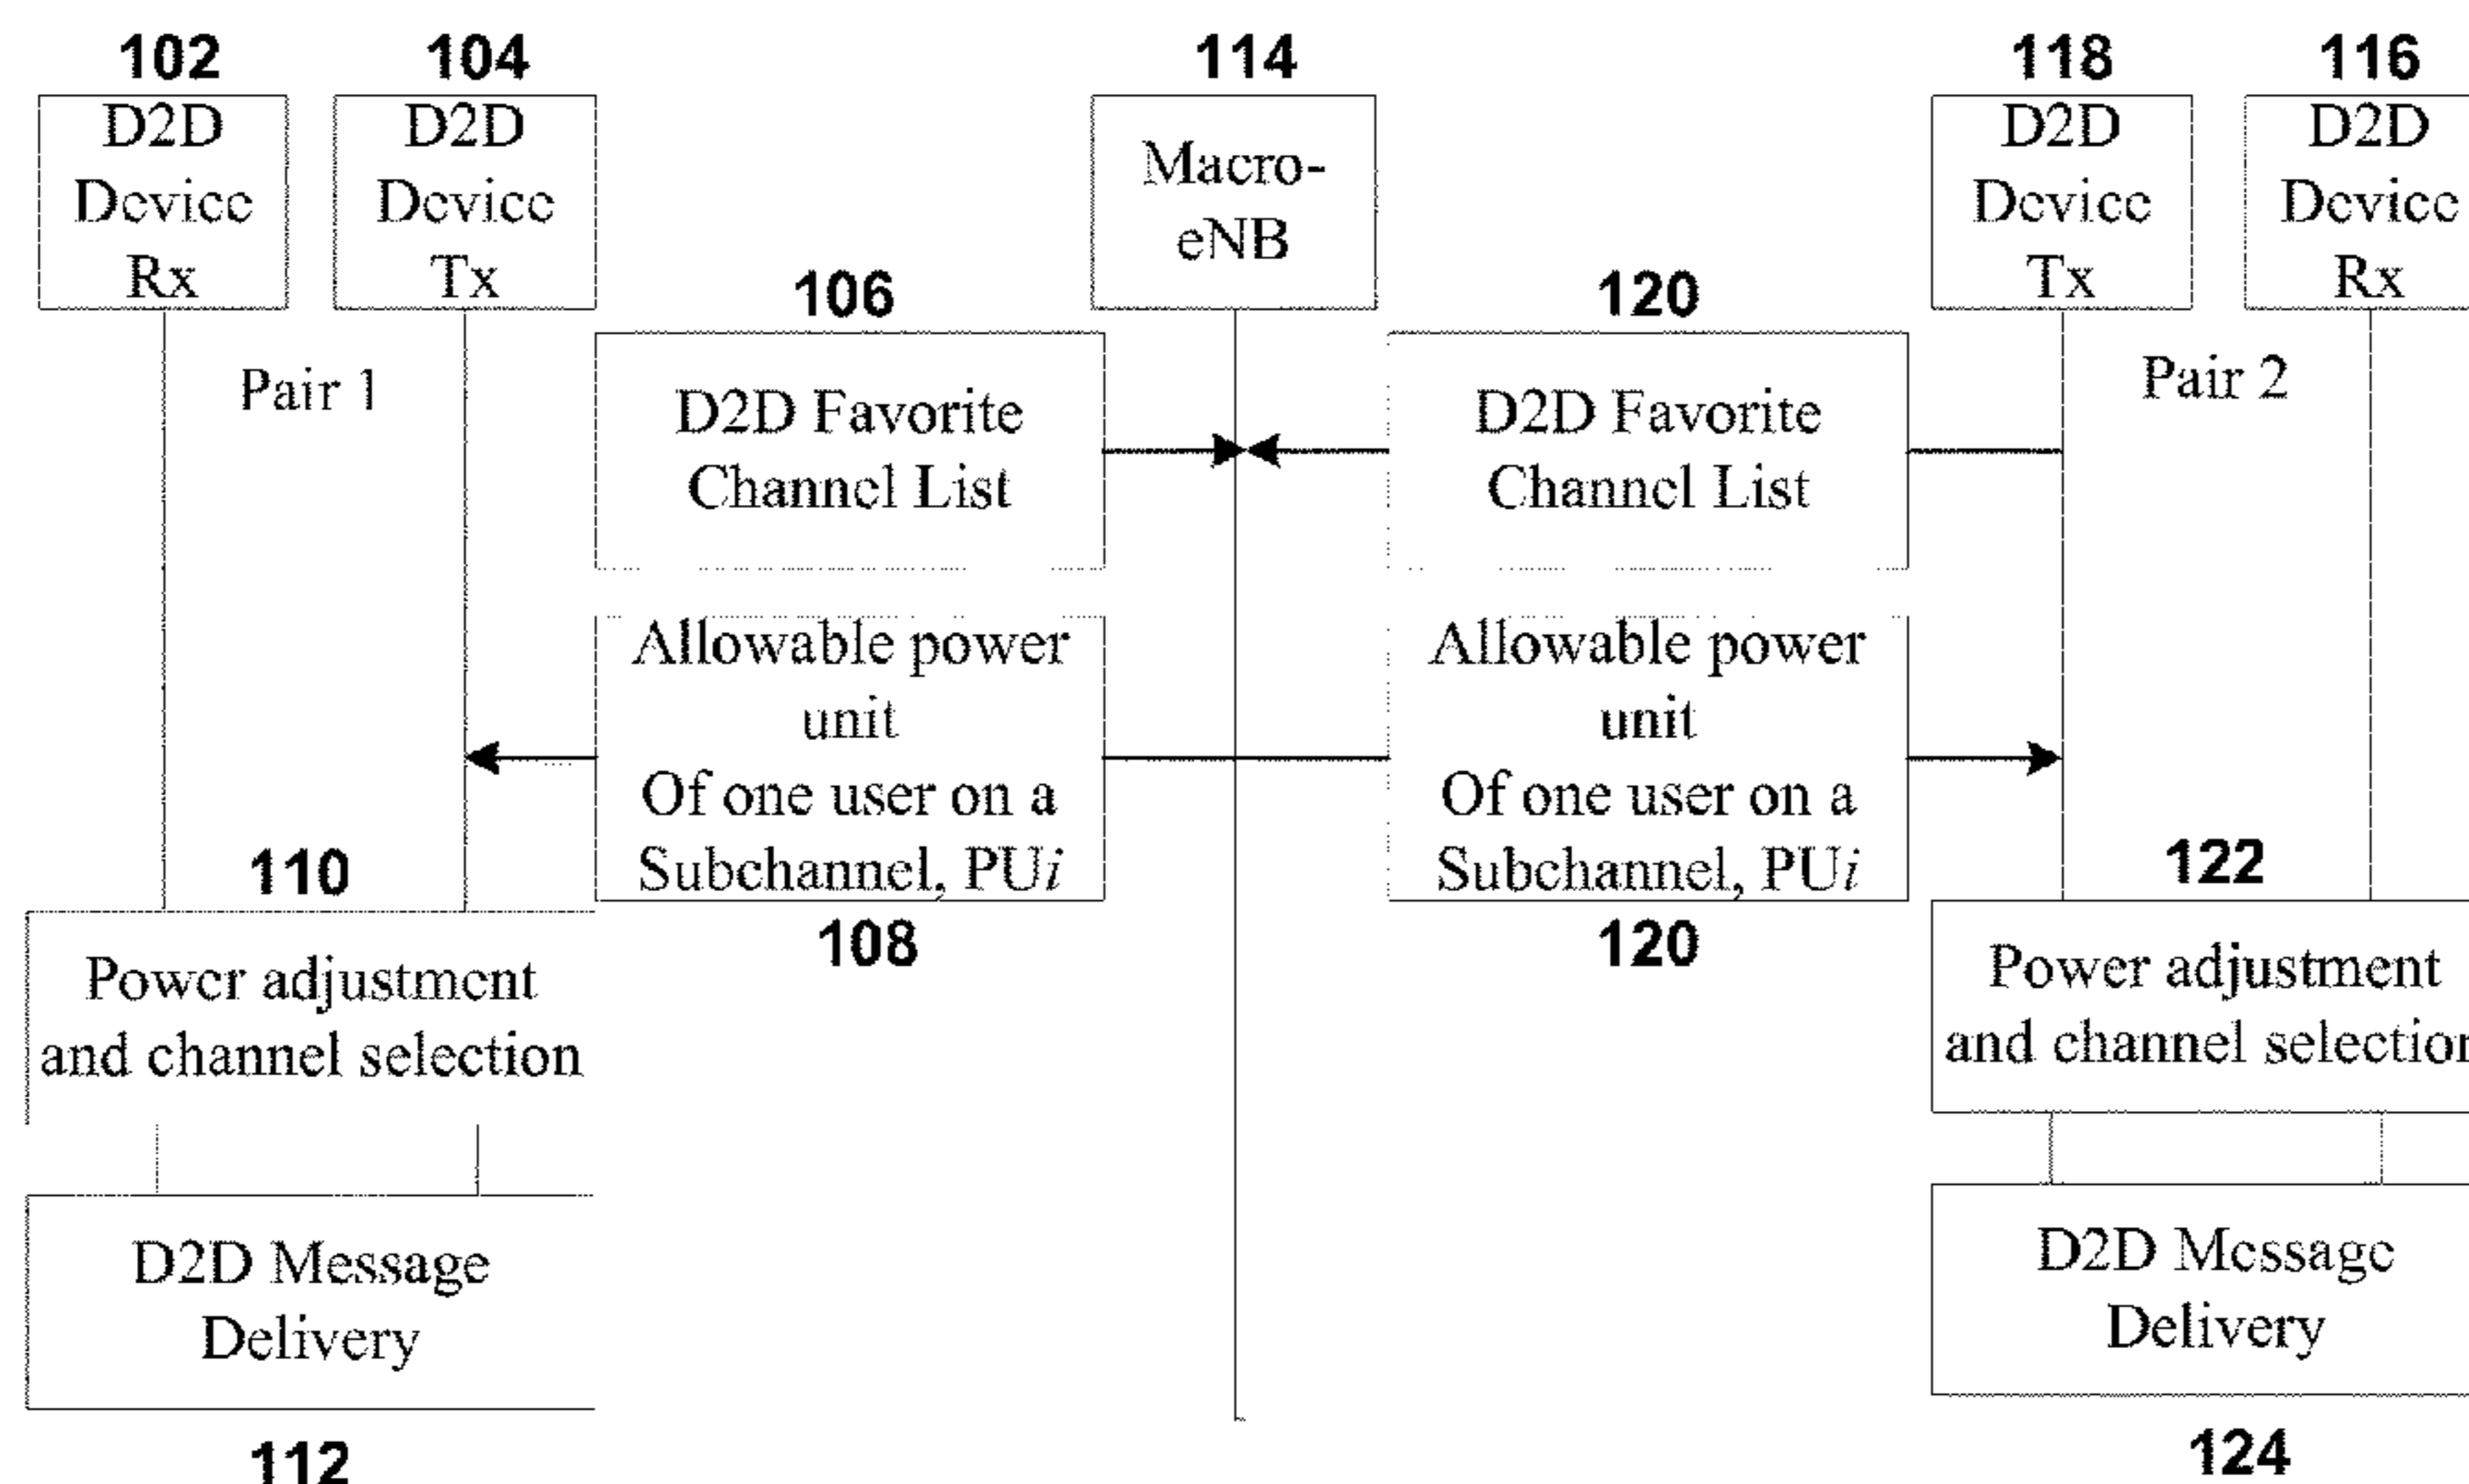 102
104
114
118
116
D2D
Device
Rx
D2D
Device
Tx
Macro-
eNB
D2D
Device
Tx
D2D
Device
Rx
Pair 1
Pair 2
106
D2D Favorite
Channel List
120
D2D Favorite
Channel List
Allowable power
unit
Of one user on a
Subchannel, PUi
108
Allowable power
unit
Of one user on a
Subchannel, PUi
120
110
Power adjustment
and channel selection
122
Power adjustment
and channel selection
D2D Message
Delivery
112
D2D Message
Delivery
124